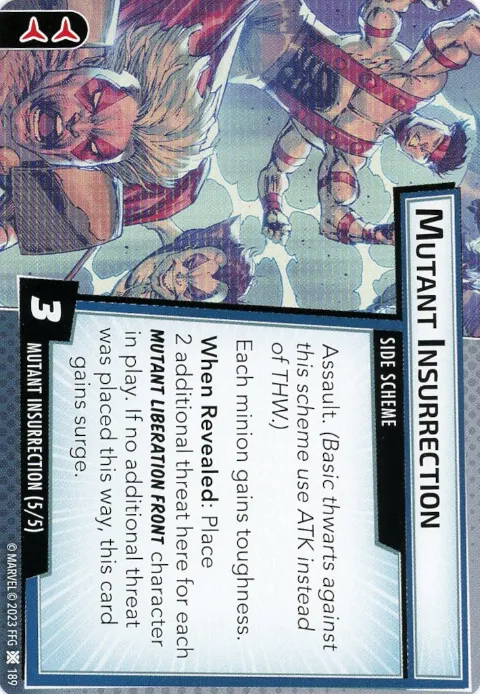 MUTANT INSURRECTION
SIDE SCHEME
Assault. (Basic thwarts against
this scheme use ATK instead
of THW.)
Each minion gains toughness.
When Revealed: Place
2 additional threat here for each
MUTANT LIBERATION FRONT character
in play. If no additional threat
was placed this way, this card
gains surge.
3
MUTANT INSURRECTION (5/5)
© MARVEL © 2023 FFG 189